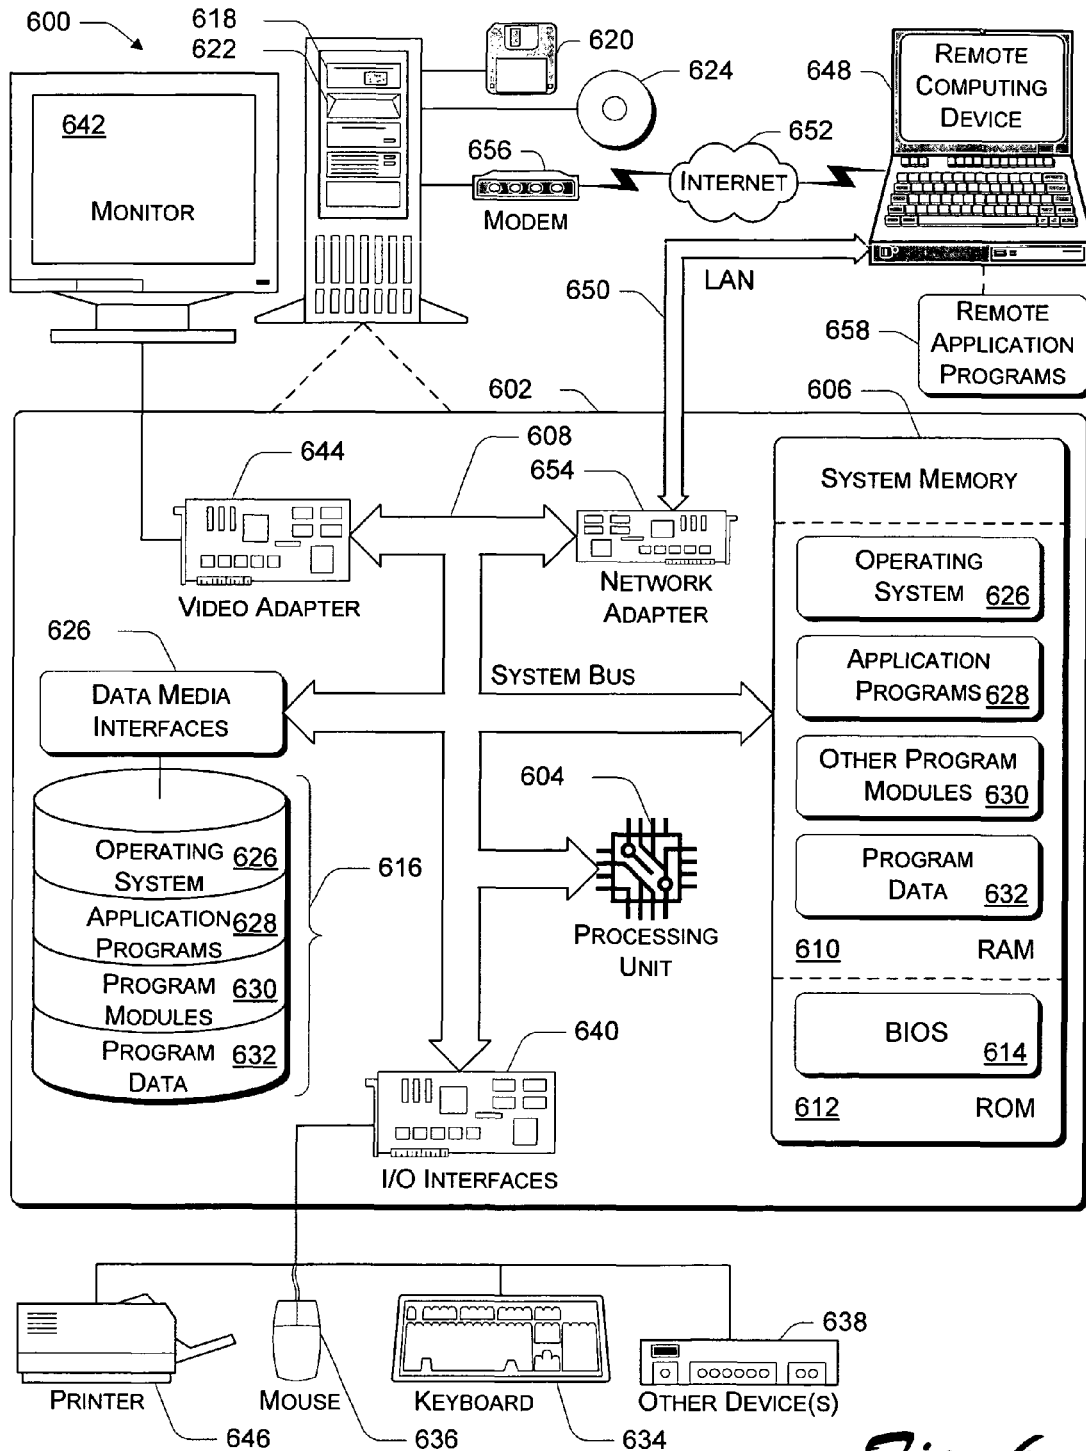 600
618
622
620
624
648
REMOTE
COMPUTING
DEVICE
642
MONITOR
656
MODEM
652
INTERNET
650
LAN
658
REMOTE
APPLICATION
PROGRAMS
602
606
608
644
654
VIDEO ADAPTER
NETWORK
ADAPTER
SYSTEM MEMORY
OPERATING
SYSTEM 626
APPLICATION
PROGRAMS 628
OTHER PROGRAM
MODULES 630
PROGRAM
DATA 632
610 RAM
BIOS 614
612 ROM
626
DATA MEDIA
INTERFACES
SYSTEM BUS
604
PROCESSING
UNIT
OPERATING 626
SYSTEM
616
APPLICATION 628
PROGRAMS
PROGRAM 630
MODULES
PROGRAM 632
DATA
640
I/O INTERFACES
PRINTER
646
MOUSE
636
KEYBOARD
634
638
OTHER DEVICE(S)